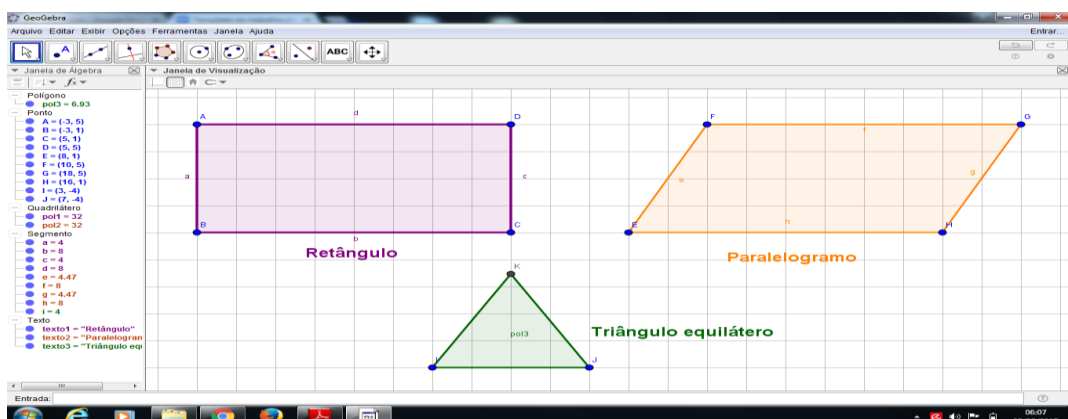 GeoGebra
Arquivo Editar Exibir Opções Ferramentas Janela Ajuda
Entrar...
ABC
Janela de Álgebra
Janela de Visualização
Polígono
pol3 = 6.93
Ponto
A = (-3, 5)
B = (-3, 1)
C = (5, 1)
D = (5, 5)
E = (8, 1)
F = (10, 5)
G = (18, 5)
H = (16, 1)
I = (3, -4)
J = (7, -4)
Quadrilátero
pol1 = 32
pol2 = 32
Segmento
a = 4
b = 8
c = 4
d = 8
e = 4.47
f = 8
g = 4.47
h = 8
i = 4
Texto
texto1 = "Retângulo"
texto2 = "Paralelogran
texto3 = "Triângulo equ
A
d
D
a
c
B
b
C
Retângulo
F
f
G
e
g
E
h
H
Paralelogramo
K
pol3
I
J
Triângulo equilátero
Entrada:
06:07